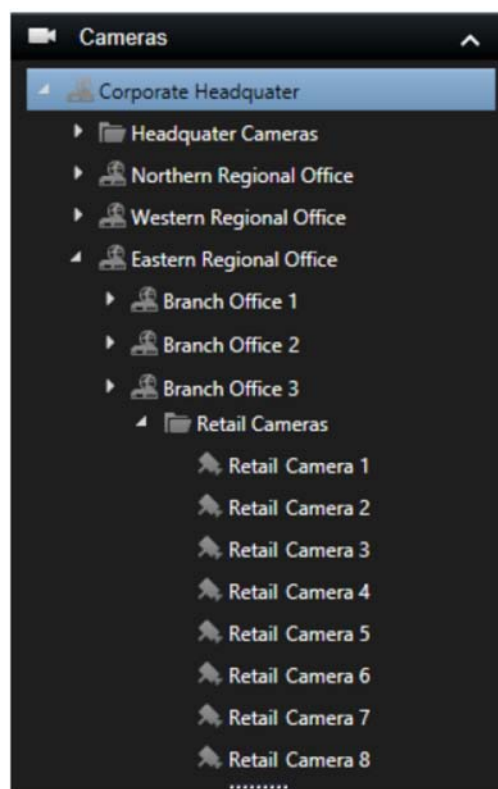 Cameras
Corporate Headquater
Headquater Cameras
Northern Regional Office
Western Regional Office
Eastern Regional Office
Branch Office 1
Branch Office 2
Branch Office 3
Retail Cameras
Retail Camera 1
Retail Camera 2
Retail Camera 3
Retail Camera 4
Retail Camera 5
Retail Camera 6
Retail Camera 7
Retail Camera 8